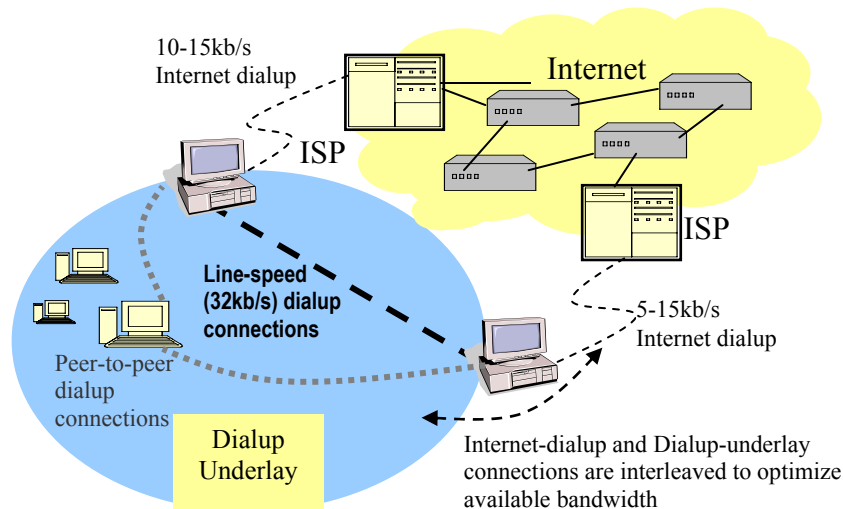 10-15kb/s
Internet dialup
Internet
ISP
ISP
Line-speed
(32kb/s) dialup
connections
5-15kb/s
Internet dialup
Peer-to-peer
dialup
connections
Dialup
Underlay
Internet-dialup and Dialup-underlay
connections are interleaved to optimize
available bandwidth